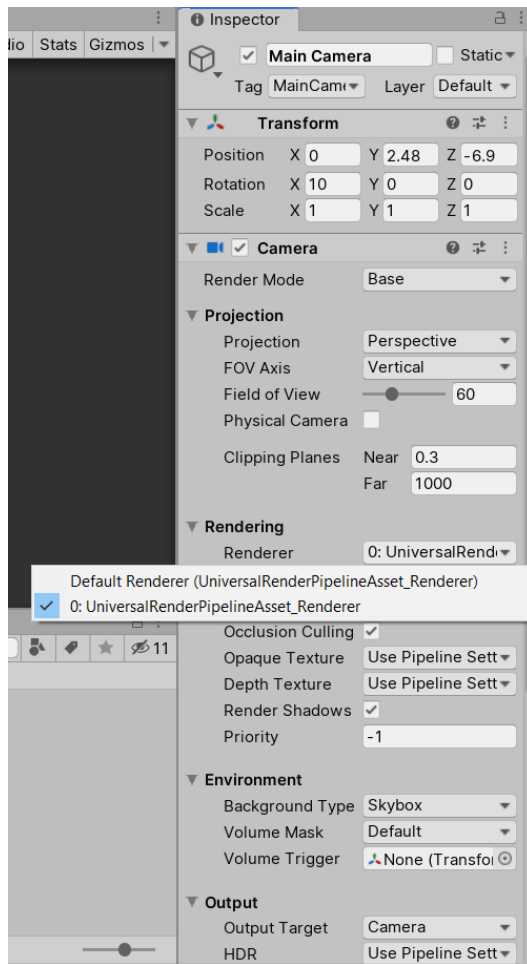 Inspector
dio Stats Gizmos
Main Camera Static
Tag MainCame Layer Default
Transform
Position X 0 Y 2.48 Z -6.9
Rotation X 10 Y 0 Z 0
Scale X 1 Y 1 Z 1
Camera
Render Mode Base
Projection
Projection Perspective
FOV Axis Vertical
Field of View 60
Physical Camera
Clipping Planes Near 0.3
Far 1000
Rendering
Renderer 0: UniversalRend
Default Renderer (UniversalRenderPipelineAsset_Renderer)
0: UniversalRenderPipelineAsset_Renderer
11
Occlusion Culling
Opaque Texture Use Pipeline Sett
Depth Texture Use Pipeline Sett
Render Shadows
Priority -1
Environment
Background Type Skybox
Volume Mask Default
Volume Trigger None (Transfor
Output
Output Target Camera
HDR Use Pipeline Sett